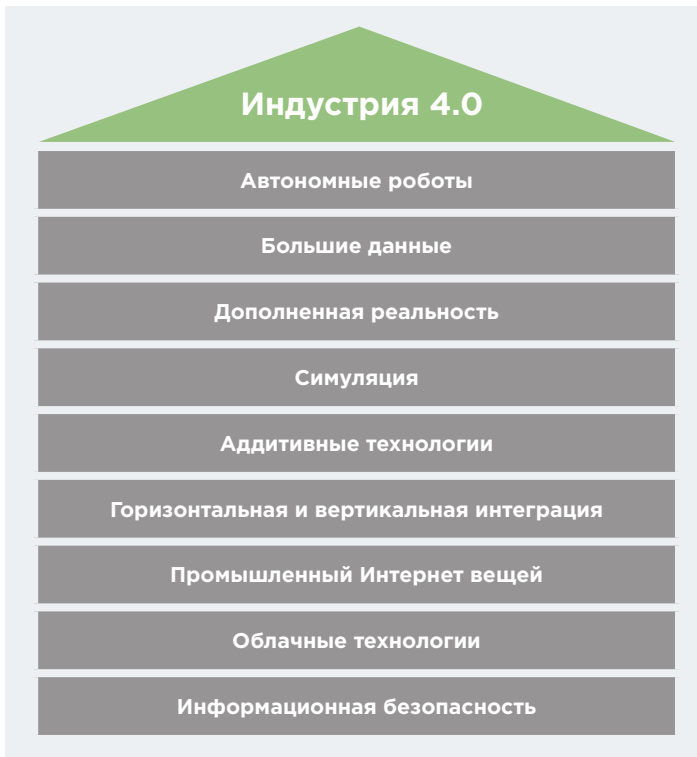 Индустрия 4.0
Автономные роботы
Большие данные
Дополненная реальность
Симуляция
Аддитивные технологии
Горизонтальная и вертикальная интеграция
Промышленный Интернет вещей
Облачные технологии
Информационная безопасность